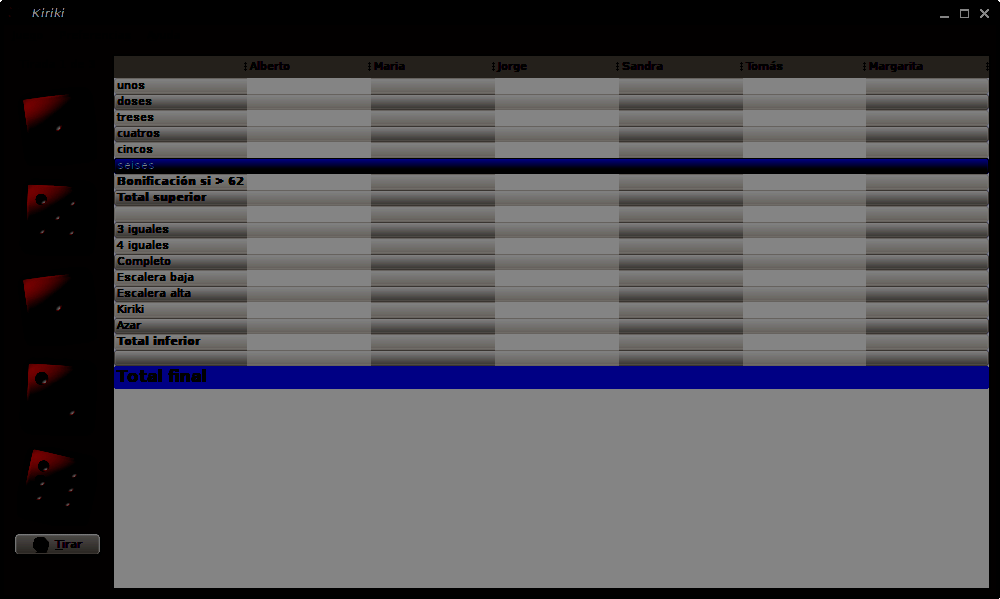 Kiriki
Alberto Maria Jorge Sandra Tomás Margarita
unos
doses
treses
cuatros
cincos
seises
Bonificación si > 62
Total superior
3 iguales
4 iguales
Completo
Escalera baja
Escalera alta
Kiriki
Azar
Total inferior
Total final
Tirar